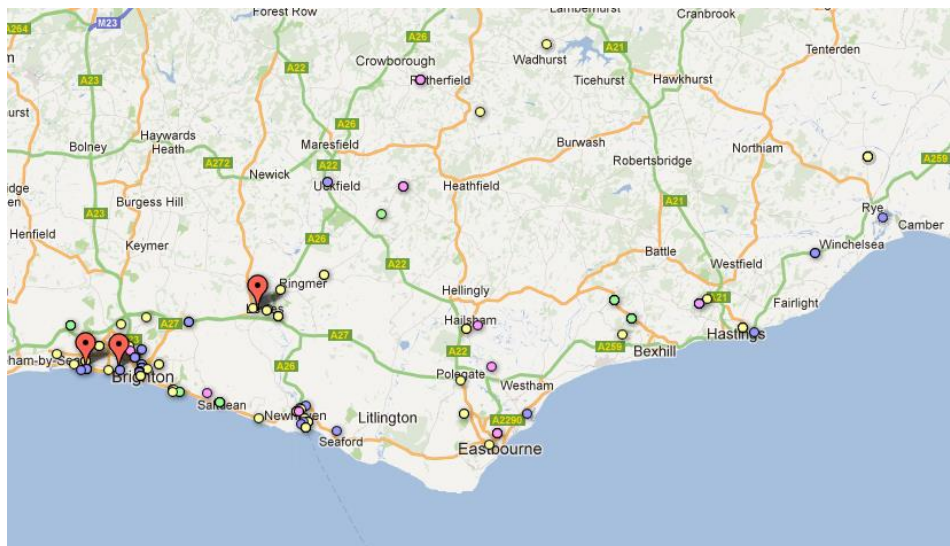 Forest Row
Lamberhurst
Cranbrook
M23
A264
A26
Wadhurst
A21
Tenterden
Crowborough
Rotherfield
Ticehurst
Hawkhurst
A23
A22
Haywards
Heath
A26
Maresfield
Burwash
Northiam
Bolney
A272
A22
Robertsbridge
A259
Newick
Uckfield
Heathfield
Burgess Hill
A23
A21
Rye
Camber
Henfield
Keymer
A26
Battle
Winchelsea
A22
Westfield
Ringmer
Hellingly
A21
Fairlight
A27
Hailsham
Hastings
A27
A259
Bexhill
A22
Brighton
A26
Polegate
Westham
Newhaven
Litlington
A2290
Seaford
Eastbourne